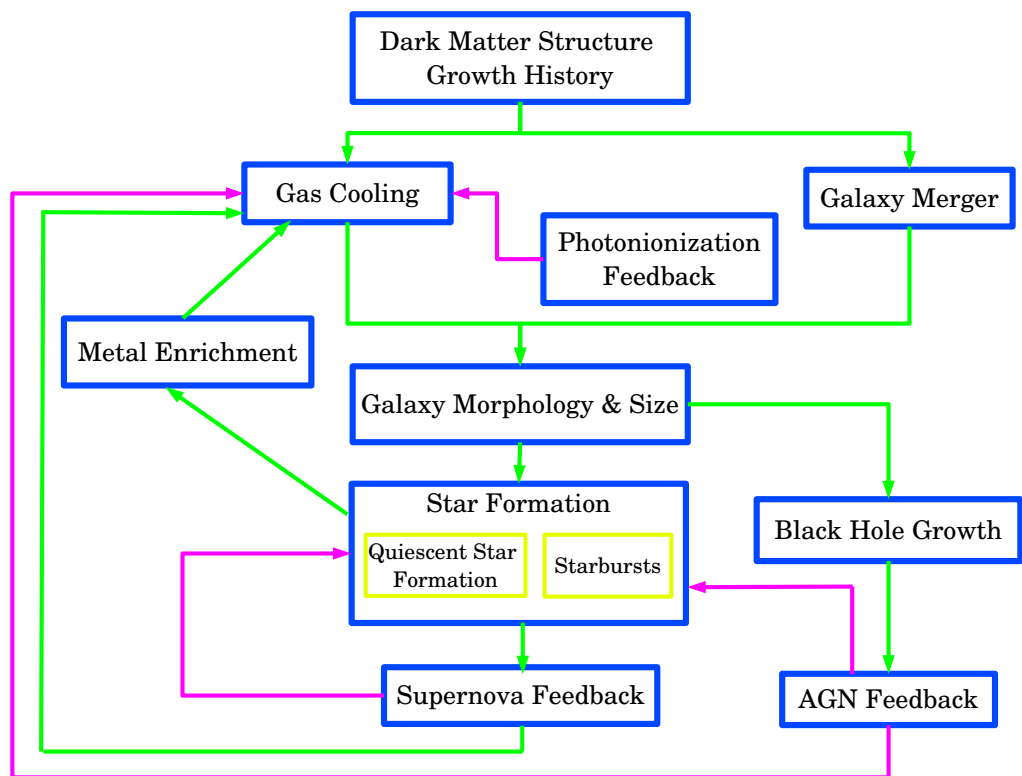 Dark Matter Structure
Growth History
Gas Cooling
Galaxy Merger
Photonionization
Feedback
Metal Enrichment
Galaxy Morphology & Size
Star Formation
Quiescent Star
Formation
Starbursts
Black Hole Growth
Supernova Feedback
AGN Feedback